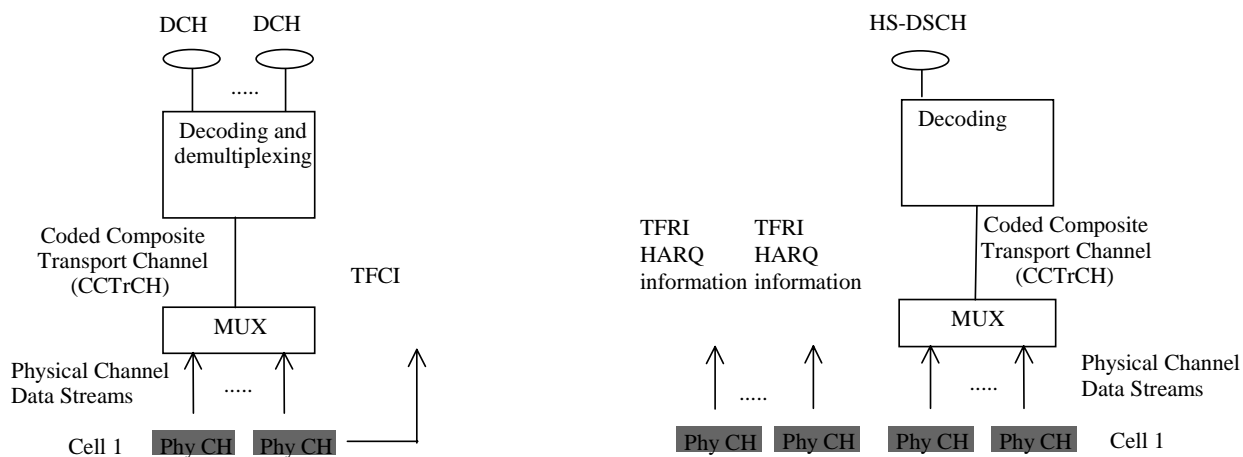 DCH
DCH
.....
Decoding and
demultiplexing
Coded Composite
Transport Channel
(CCTrCH)
TFCI
MUX
Physical Channel
Data Streams
.....
Cell 1
Phy CH
Phy CH
HS-DSCH
Decoding
TFRI
HARQ
information
TFRI
HARQ
information
Coded Composite
Transport Channel
(CCTrCH)
MUX
Physical Channel
Data Streams
.....
.....
Phy CH
Phy CH
Phy CH
Phy CH
Cell 1